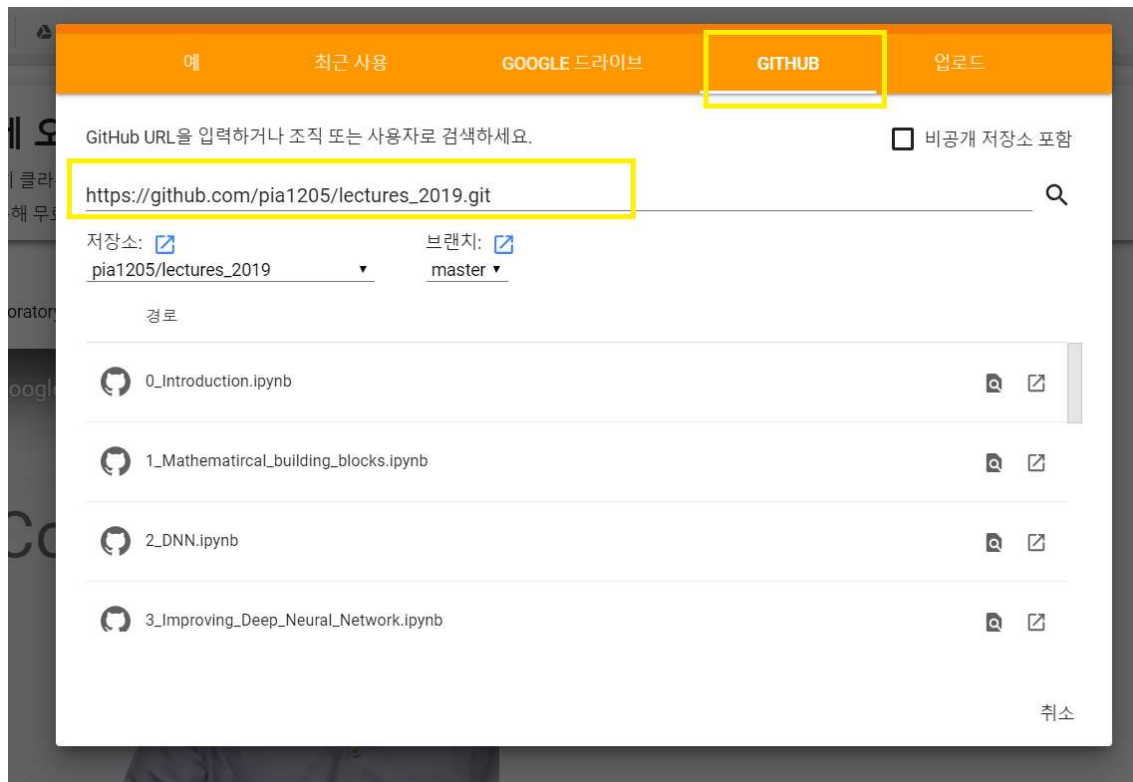 예 최근 사용 GOOGLE 드라이브 GITHUB 업로드
GitHub URL을 입력하거나 조직 또는 사용자로 검색하세요.
비공개 저장소 포함
https://github.com/pia1205/lectures_2019.git
저장소: 브랜치:
pia1205/lectures_2019 master
경로
0_Introduction.ipynb
1_Mathematircal_building_blocks.ipynb
2_DNN.ipynb
3_Improving_Deep_Neural_Network.ipynb
취소